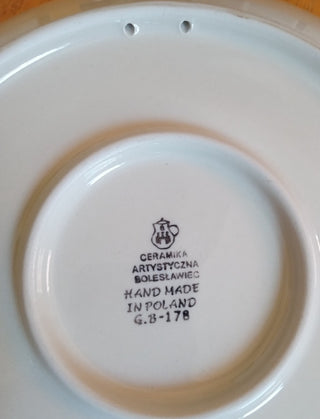 CERAMIKA
ARTYSTYCZNA
BOLESŁAWIEC
HAND MADE
IN POLAND
G.B-178